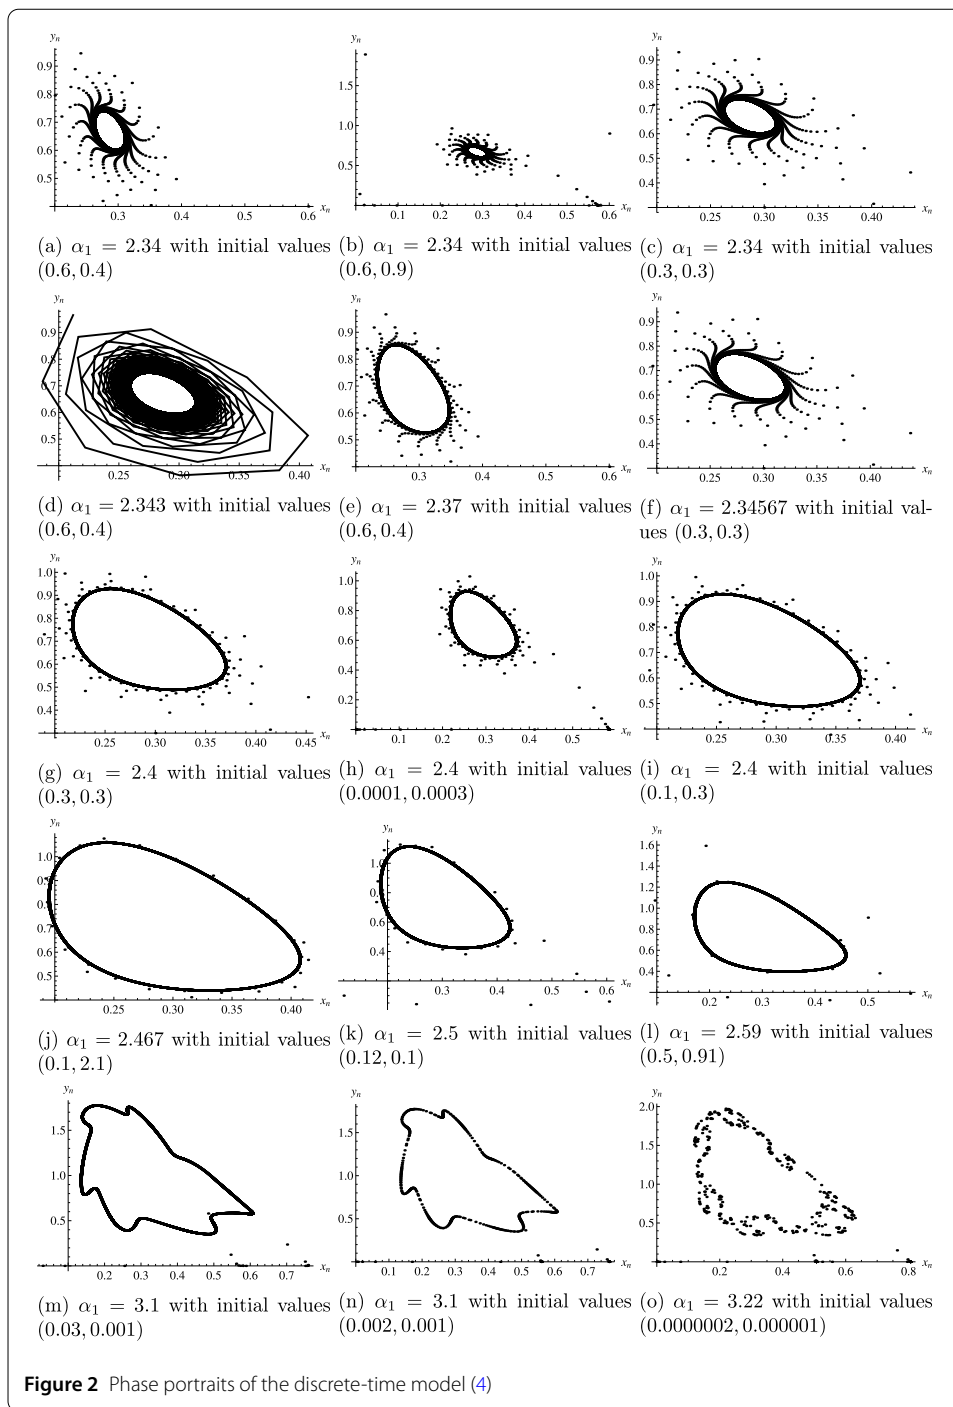 (a) α₁ = 2.34 with initial values
(0.6, 0.4)
(b) α₁ = 2.34 with initial values
(0.6, 0.9)
(c) α₁ = 2.34 with initial values
(0.3, 0.3)
(d) α₁ = 2.343 with initial values
(0.6, 0.4)
(e) α₁ = 2.37 with initial values
(0.6, 0.4)
(f) α₁ = 2.34567 with initial val-
ues (0.3, 0.3)
(g) α₁ = 2.4 with initial values
(0.3, 0.3)
(h) α₁ = 2.4 with initial values
(0.0001, 0.0003)
(i) α₁ = 2.4 with initial values
(0.1, 0.3)
(j) α₁ = 2.467 with initial values
(0.1, 2.1)
(k) α₁ = 2.5 with initial values
(0.12, 0.1)
(l) α₁ = 2.59 with initial values
(0.5, 0.91)
(m) α₁ = 3.1 with initial values
(0.03, 0.001)
(n) α₁ = 3.1 with initial values
(0.002, 0.001)
(o) α₁ = 3.22 with initial values
(0.0000002, 0.000001)
Figure 2 Phase portraits of the discrete-time model (4)